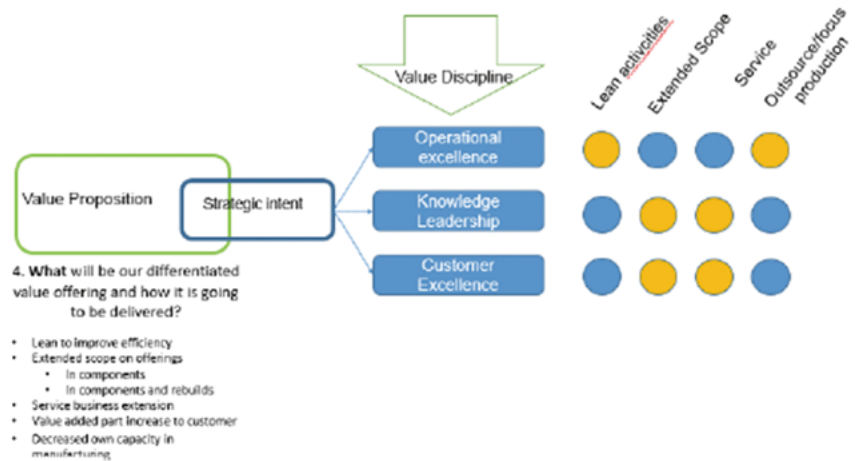 Value Discipline
Lean activcities
Extended Scope
Service
Outsource/focus
production
Operational
excellence
Knowledge
Leadership
Customer
Excellence
Value Proposition
Strategic intent
4. What will be our differentiated
value offering and how it is going
to be delivered?
• Lean to improve efficiency
• Extended scope on offerings
• In components
• In components and rebuilds
• Service business extension
• Value added part increase to customer
• Decreased own capacity in
manufacturing